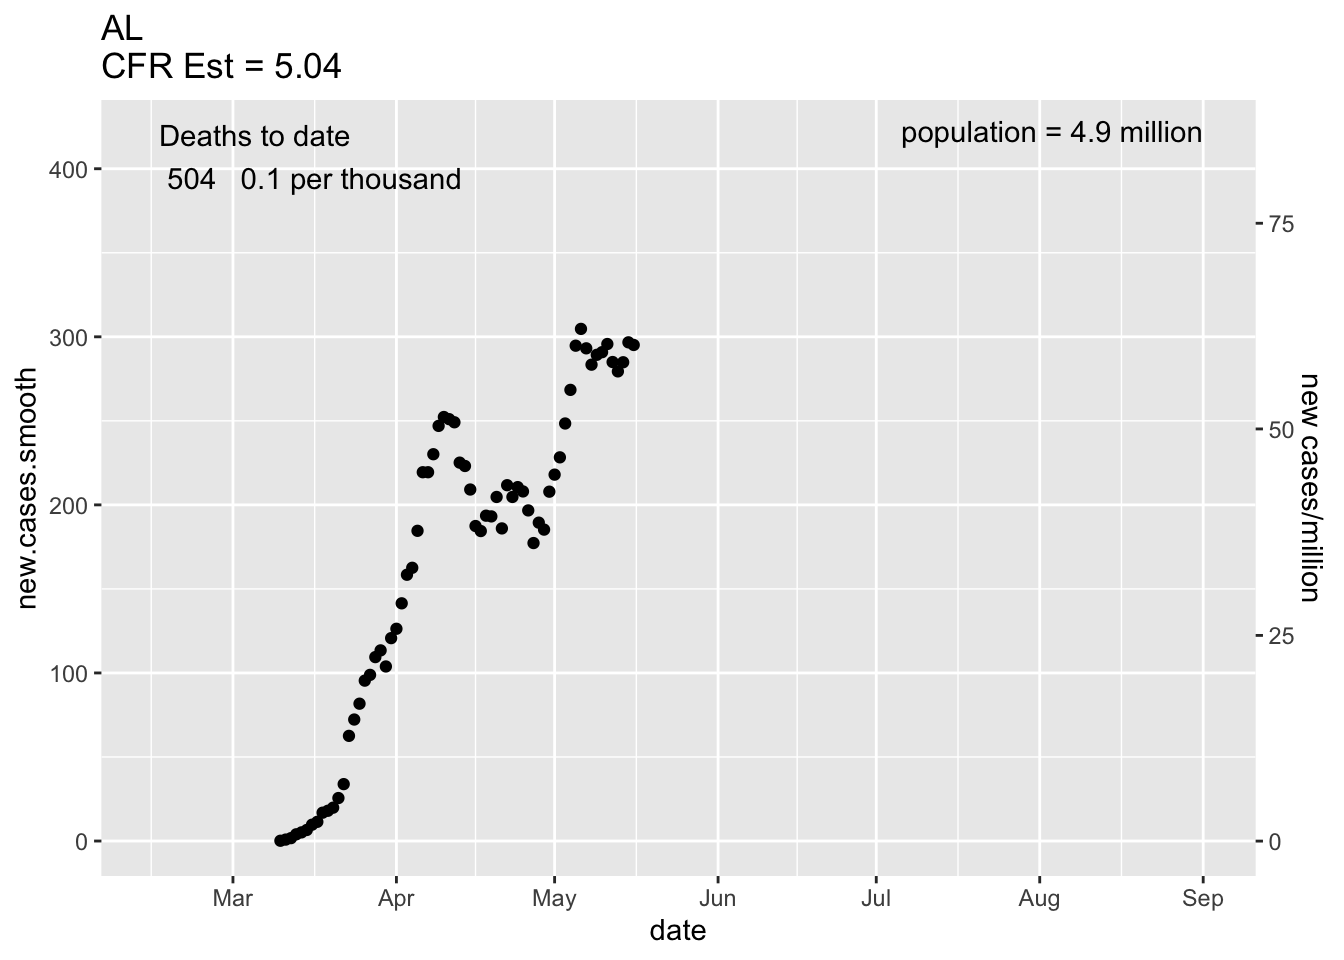 AL
CFR Est = 5.04
Deaths to date
504 0.1 per thousand
population = 4.9 million
400
300
200
100
0
new.cases.smooth
75
50
25
0
new cases/million
Mar Apr May Jun Jul Aug Sep
date